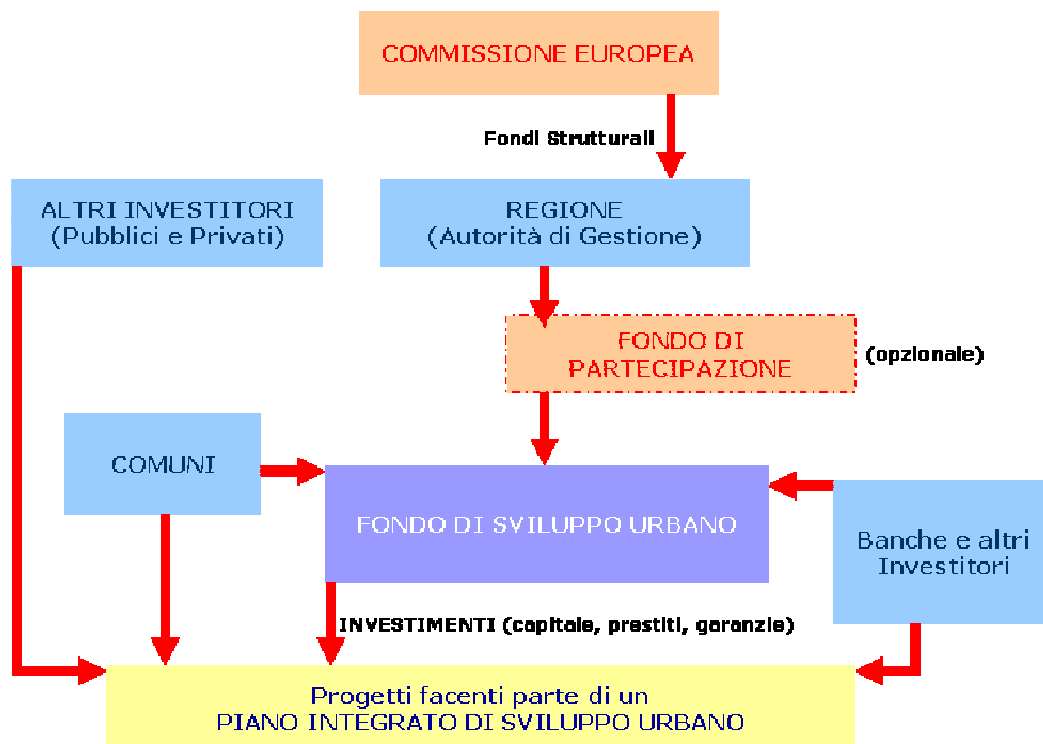 COMMISSIONE EUROPEA
Fondi Strutturali
ALTRI INVESTITORI
(Pubblici e Privati)
REGIONE
(Autorità di Gestione)
FONDO DI
PARTECIPAZIONE
(opzionale)
COMUNI
FONDO DI SVILUPPO URBANO
Banche e altri
Investitori
INVESTIMENTI (capitale, prestiti, garanzie)
Progetti facenti parte di un
PIANO INTEGRATO DI SVILUPPO URBANO